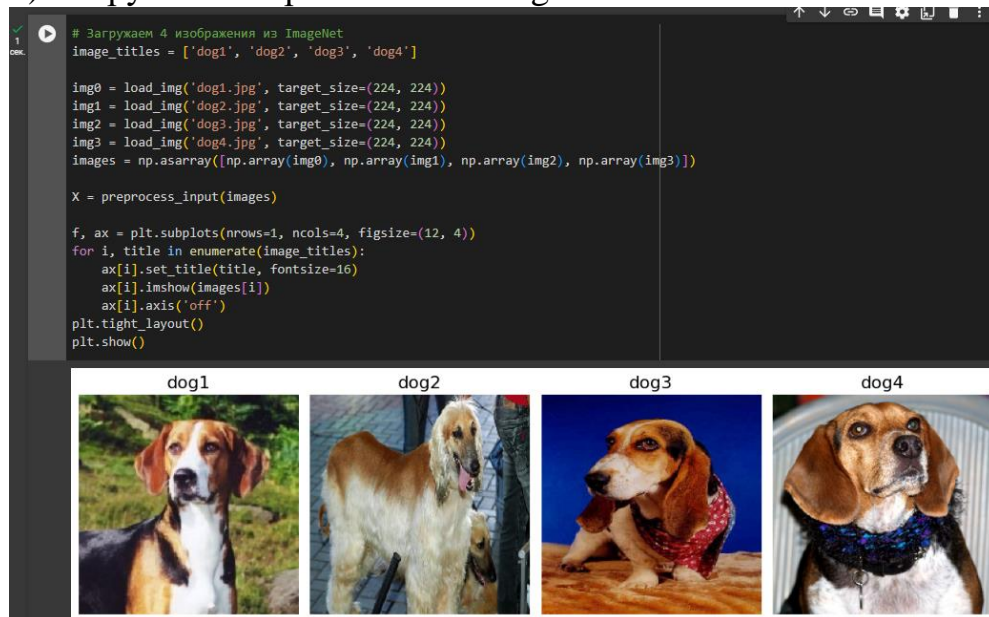 # Загружаем 4 изображения из ImageNet
image_titles = ['dog1', 'dog2', 'dog3', 'dog4']
img0 = load_img('dog1.jpg', target_size=(224, 224))
img1 = load_img('dog2.jpg', target_size=(224, 224))
img2 = load_img('dog3.jpg', target_size=(224, 224))
img3 = load_img('dog4.jpg', target_size=(224, 224))
images = np.asarray([np.array(img0), np.array(img1), np.array(img2), np.array(img3)])
X = preprocess_input(images)
f, ax = plt.subplots(nrows=1, ncols=4, figsize=(12, 4))
for i, title in enumerate(image_titles):
    ax[i].set_title(title, fontsize=16)
    ax[i].imshow(images[i])
    ax[i].axis('off')
plt.tight_layout()
plt.show()
1
сек.
dog1 dog2 dog3 dog4